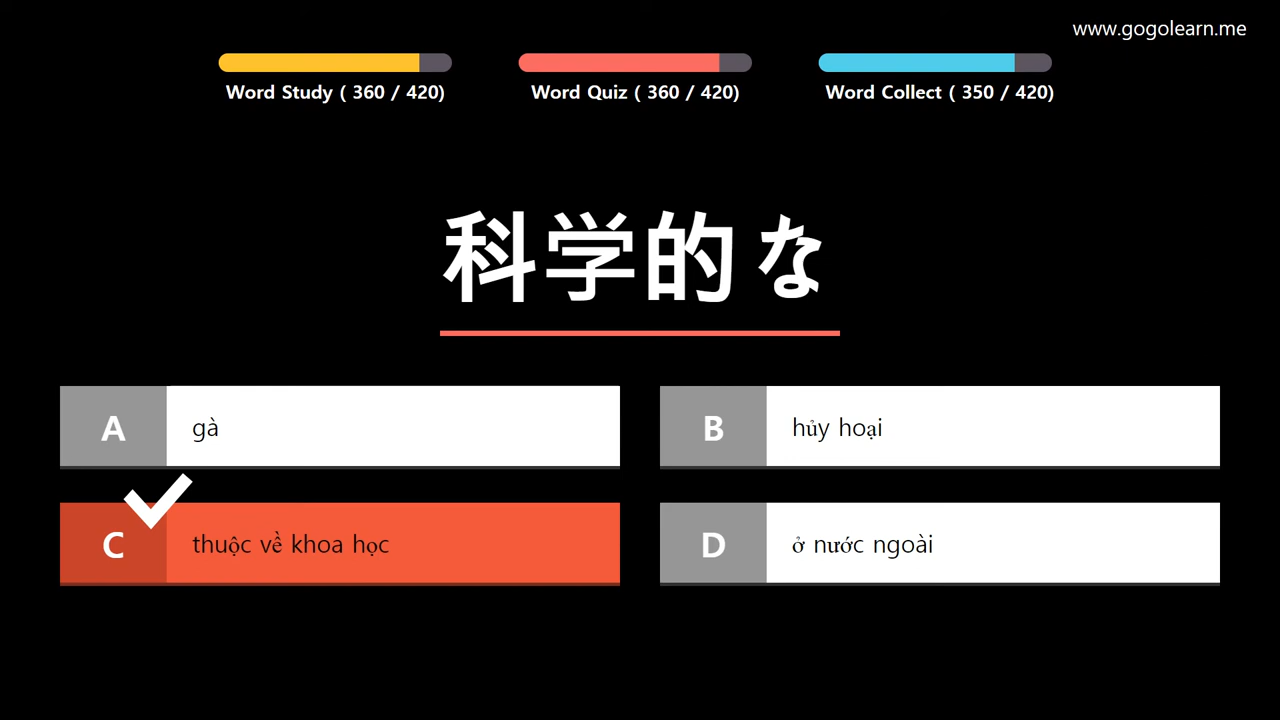 www.gogolearn.me
Word Study ( 360 / 420)
Word Quiz ( 360 / 420)
Word Collect ( 350 / 420)
科学的な
A
gà
B
hủy hoại
C
thuộc về khoa học
D
ở nước ngoài